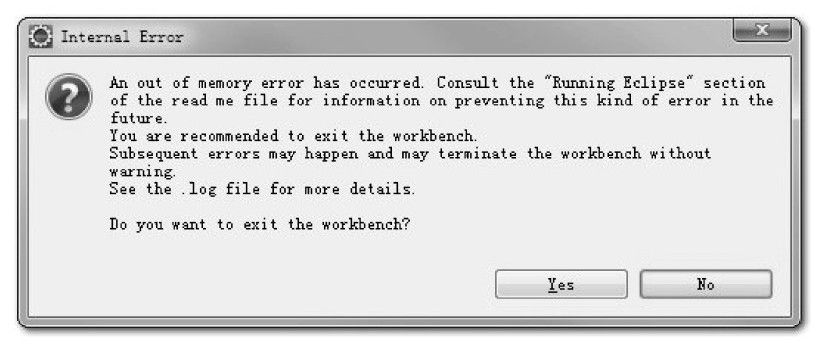 Internal Error
An out of memory error has occurred. Consult the "Running Eclipse" section
of the read me file for information on preventing this kind of error in the
future.
You are recommended to exit the workbench.
Subsequent errors may happen and may terminate the workbench without
warning.
See the .log file for more details.
Do you want to exit the workbench?
Yes
No